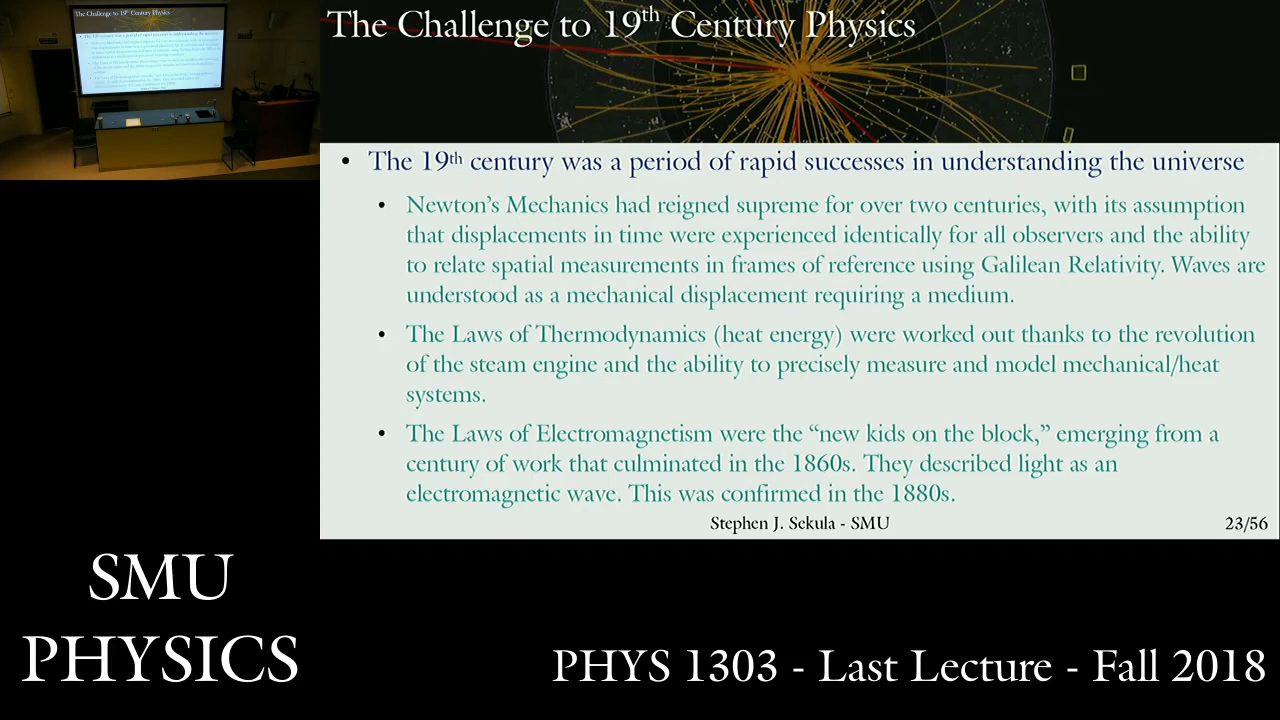 The Challenge to 19th Century Physics
The Challenge to 19th Century Physics
• The 19th century was a period of rapid successes in understanding the universe
• Newton's Mechanics had reigned supreme for over two centuries, with its assumption
that displacements in time were experienced identically for all observers and the ability
to relate spatial measurements in frames of reference using Galilean Relativity. Waves are
understood as a mechanical displacement requiring a medium.
• The Laws of Thermodynamics (heat energy) were worked out thanks to the revolution
of the steam engine and the ability to precisely measure and model mechanical/heat
systems.
• The Laws of Electromagnetism were the “new kids on the block,” emerging from a
century of work that culminated in the 1860s. They described light as an
electromagnetic wave. This was confirmed in the 1880s.
Stephen J. Sekula - SMU
23/56
SMU
PHYSICS
PHYS 1303 - Last Lecture - Fall 2018